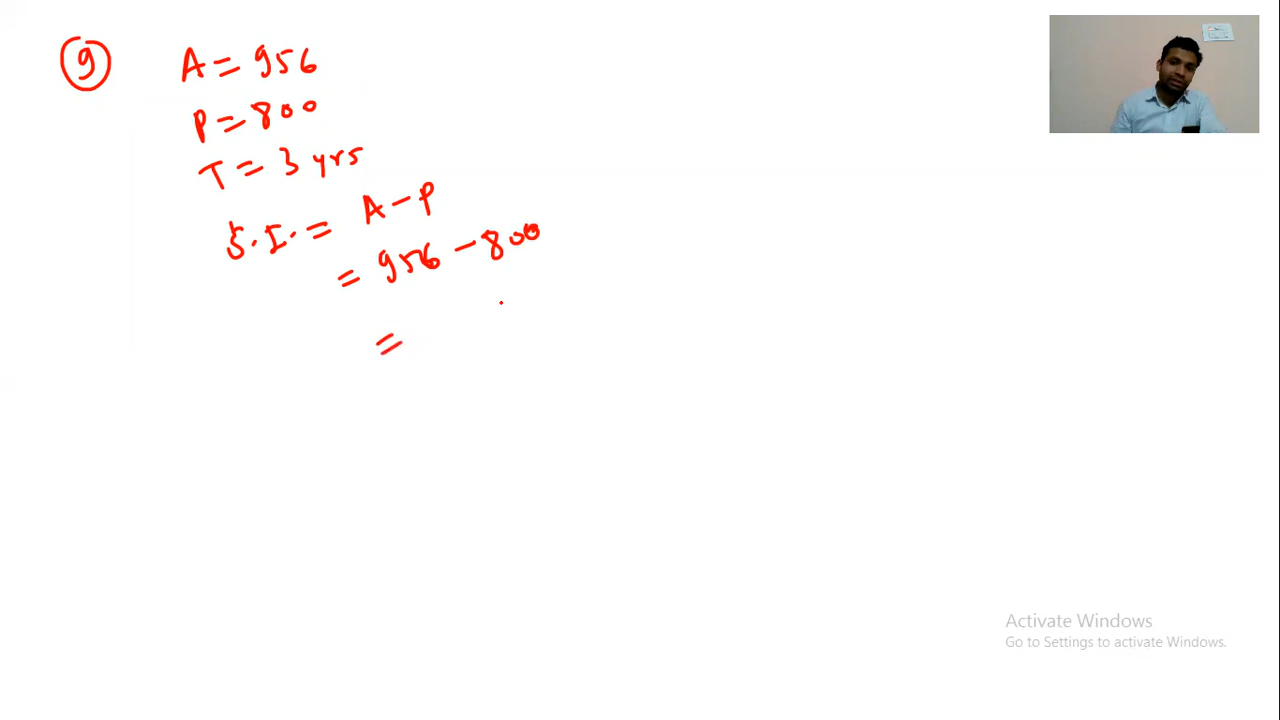 9
A = 956
P = 800
T = 3 yrs
S.I. = A - P
= 956 - 800
=
Activate Windows
Go to Settings to activate Windows.